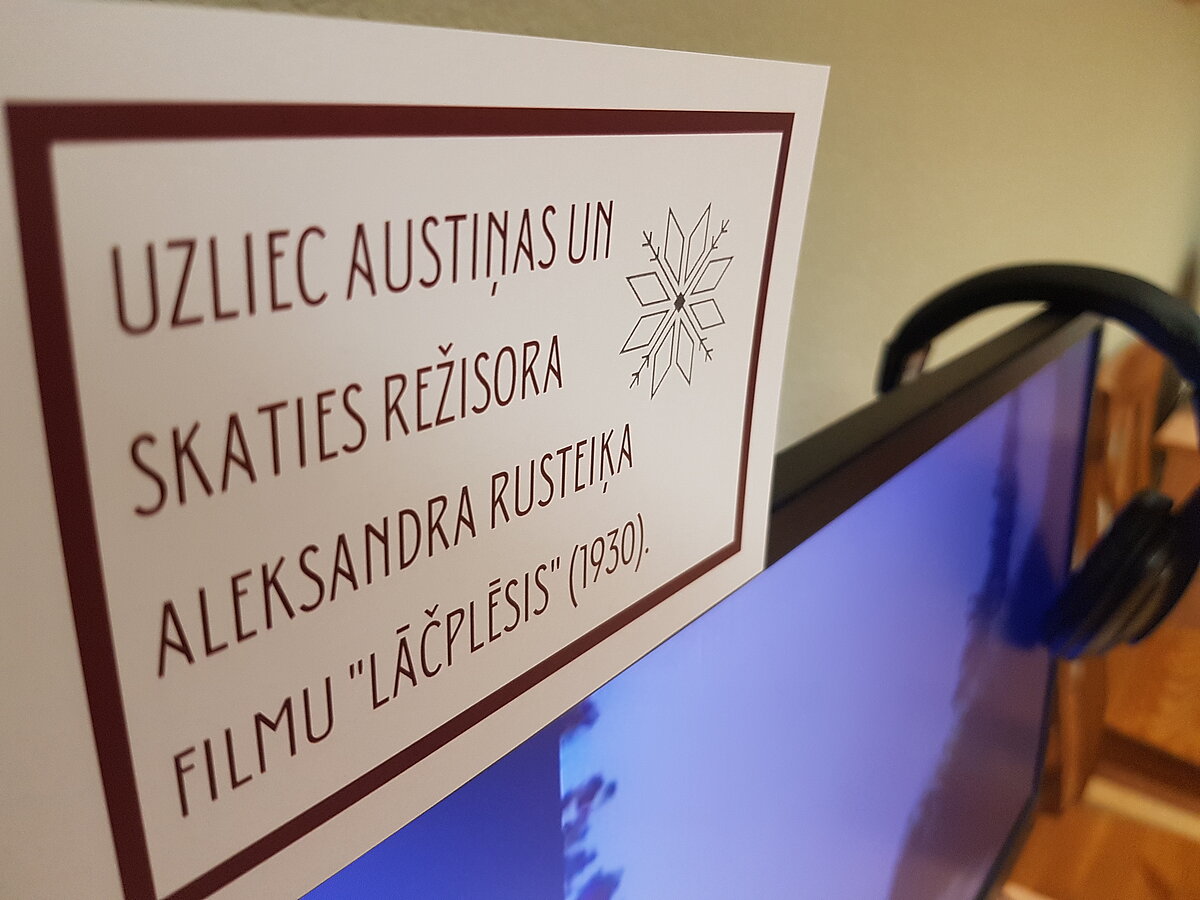 UZLIEC AUSTIŅAS UN
SKATIES REŽISORA
ALEKSANDRA RUSTEIĶA
FILMU "LĀČPLĒSIS" (1930).